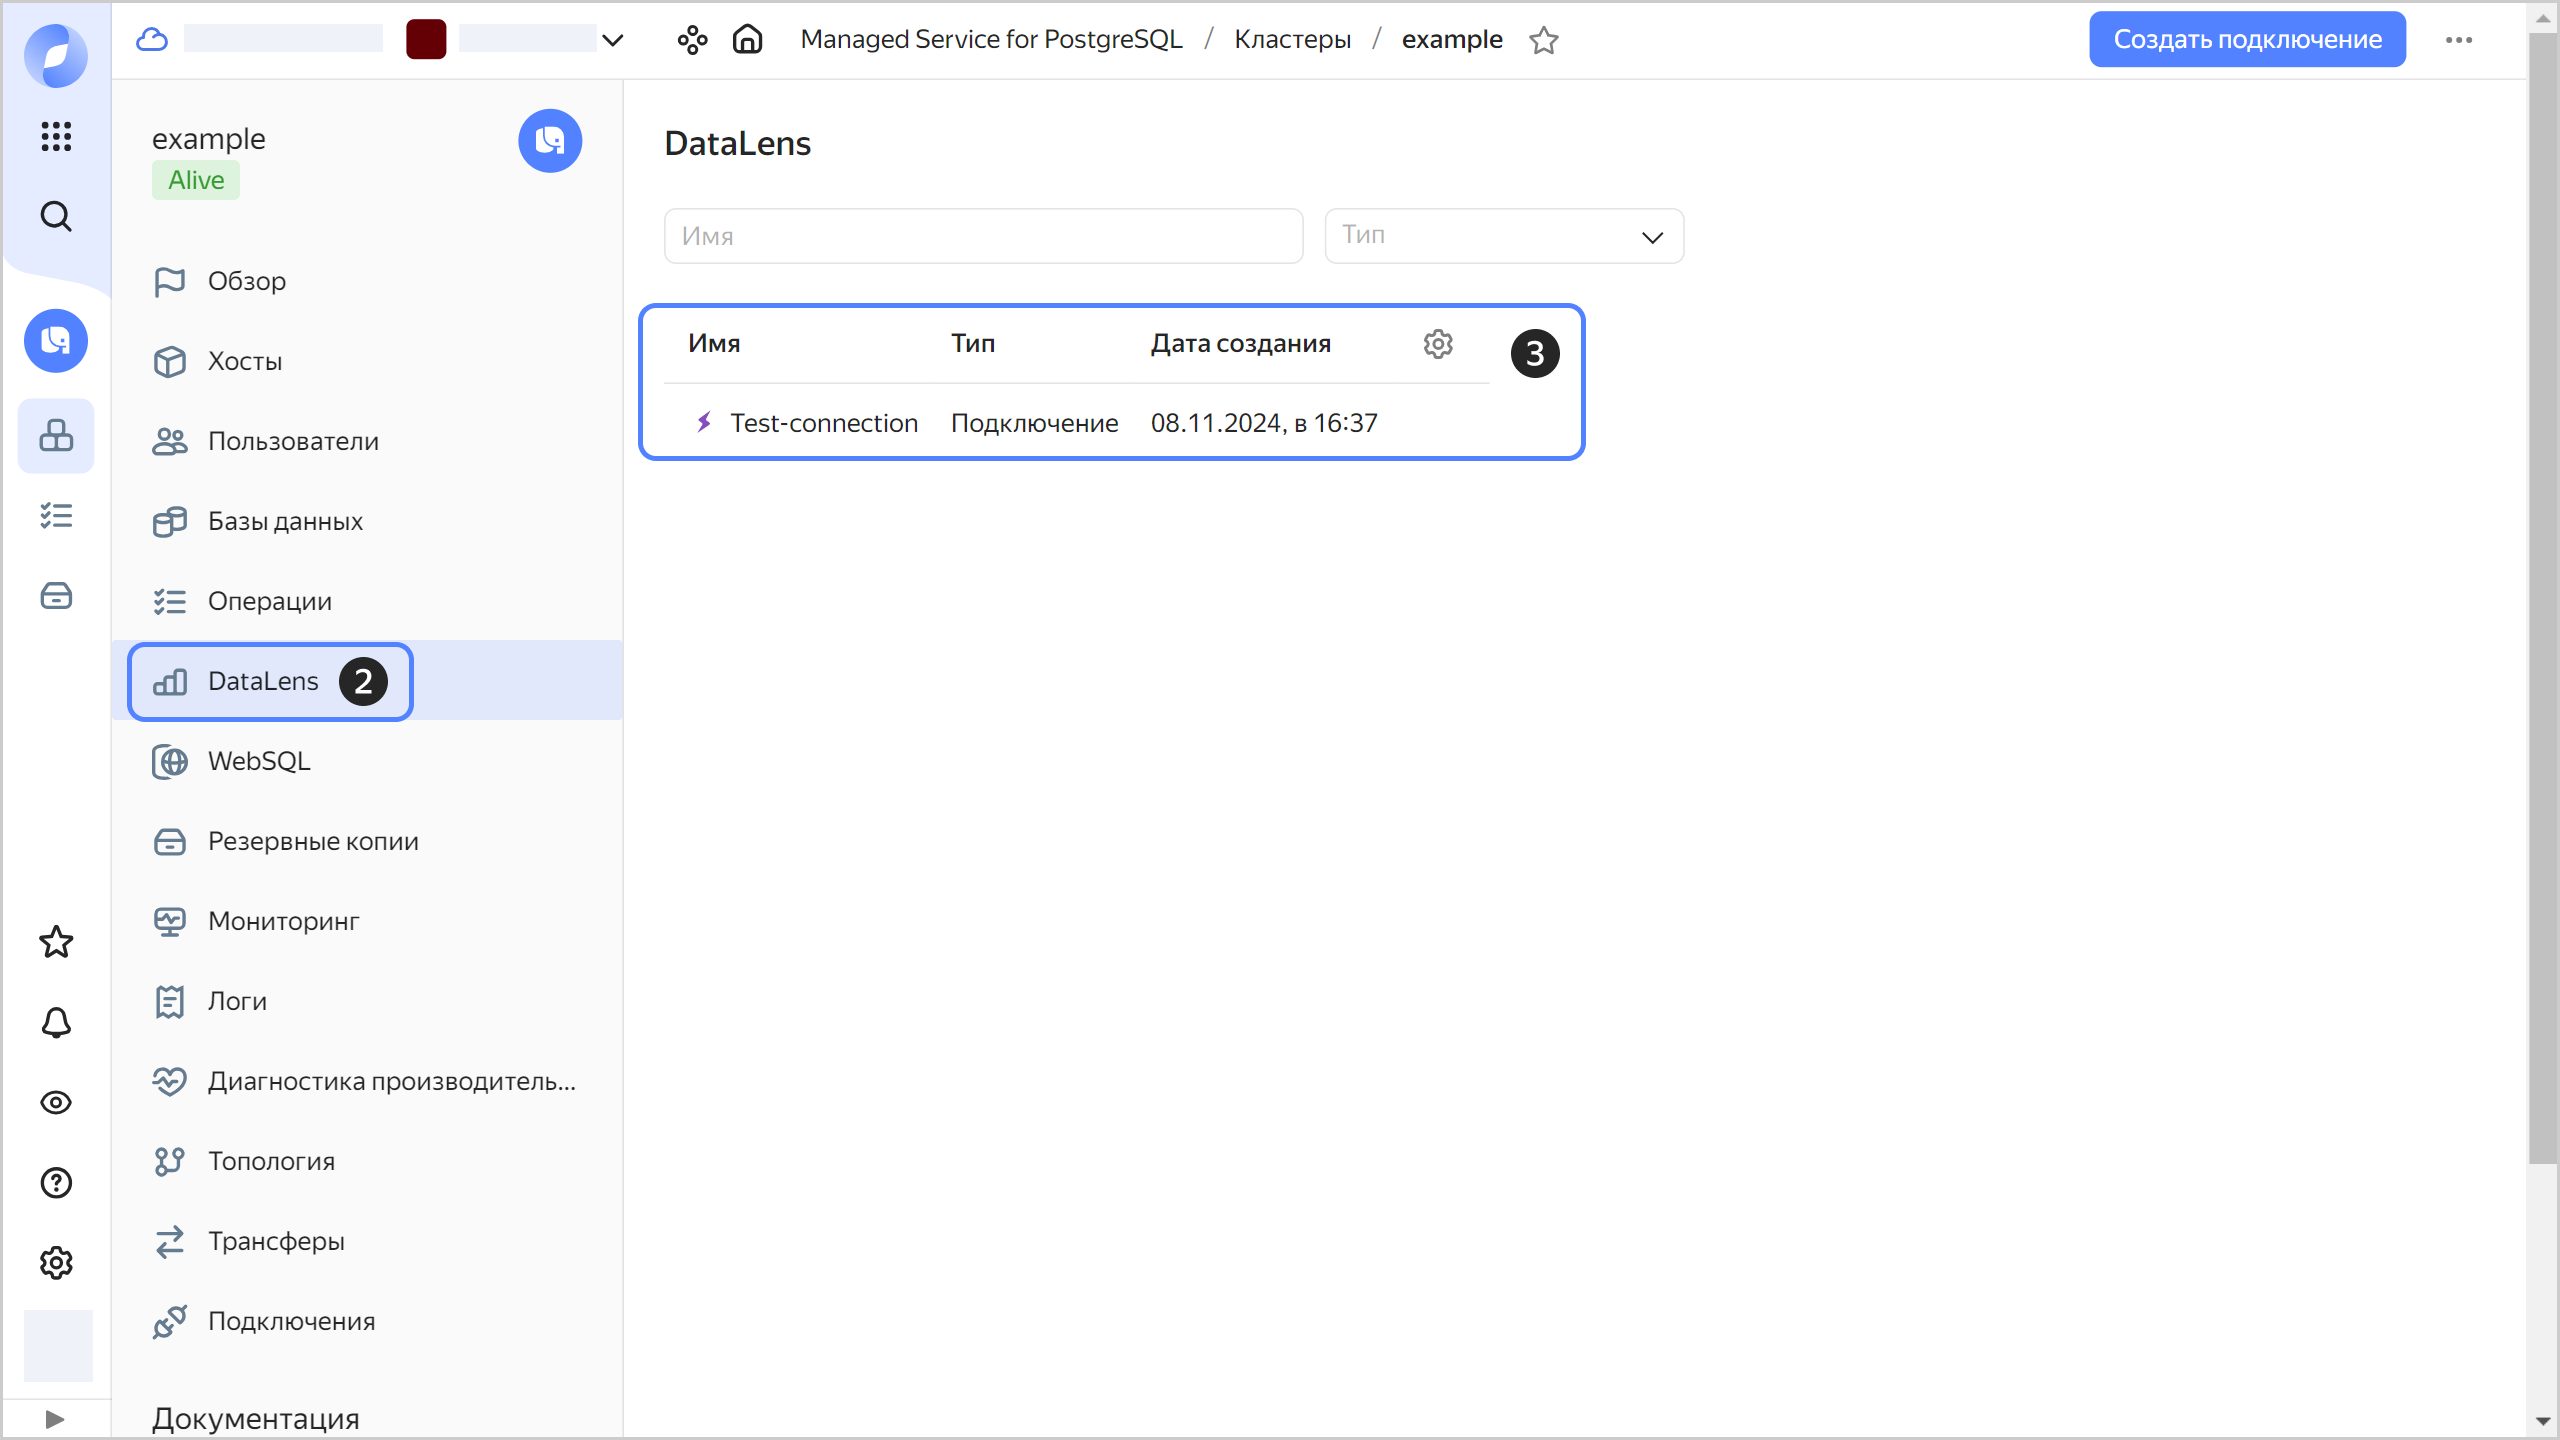 Managed Service for PostgreSQL / Кластеры / example
Создать подключение
example
Alive
Обзор
Хосты
Пользователи
Базы данных
Операции
DataLens 2
WebSQL
Резервные копии
Мониторинг
Логи
Диагностика производитель...
Топология
Трансферы
Подключения
Документация
DataLens
Имя
Тип
Имя Тип Дата создания 3
Test-connection Подключение 08.11.2024, в 16:37